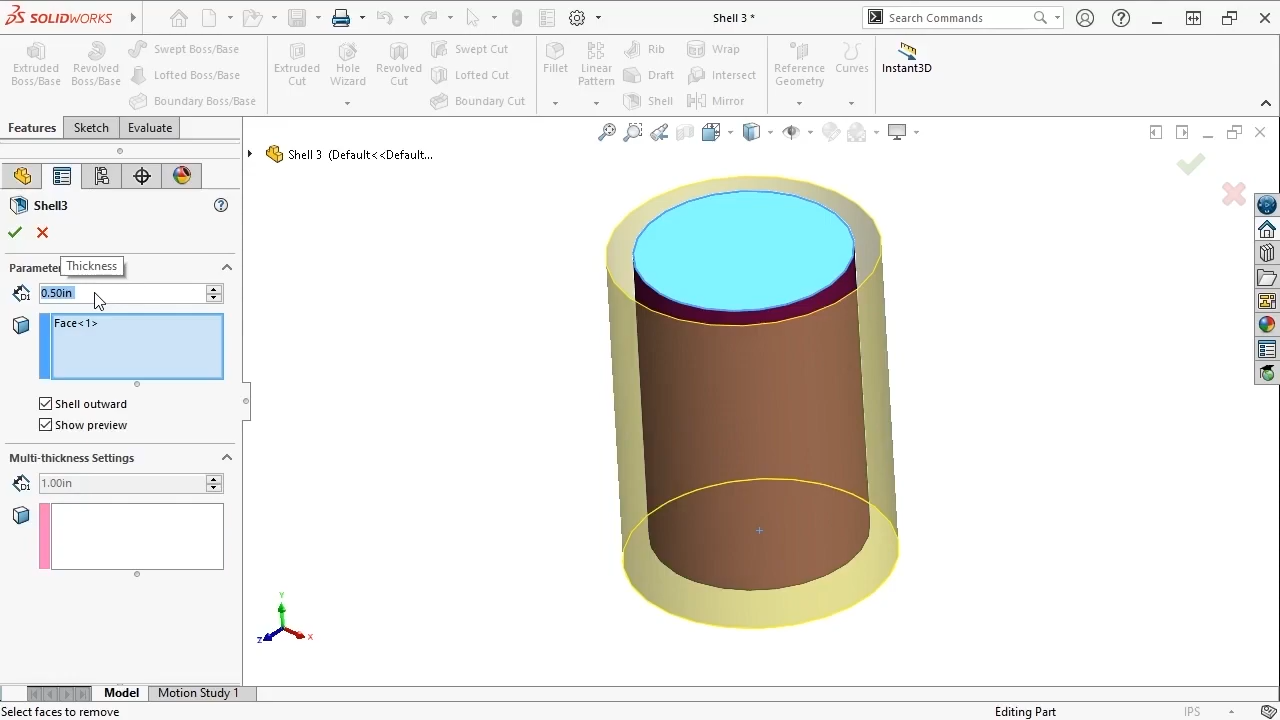 SOLIDWORKS
Shell 3 *
Search Commands
Extruded Boss/Base
Revolved Boss/Base
Swept Boss/Base
Lofted Boss/Base
Boundary Boss/Base
Extruded Cut
Hole Wizard
Revolved Cut
Swept Cut
Lofted Cut
Boundary Cut
Fillet
Linear Pattern
Rib
Draft
Shell
Wrap
Intersect
Mirror
Reference Geometry
Curves
Instant3D
Features
Sketch
Evaluate
Shell 3 (Default<<Default...
Shell3
Thickness
Parameter
D1
0.50in
Face<1>
Shell outward
Show preview
Multi-thickness Settings
D1
1.00in
Y
Z
X
Model
Motion Study 1
Select faces to remove
Editing Part
IPS